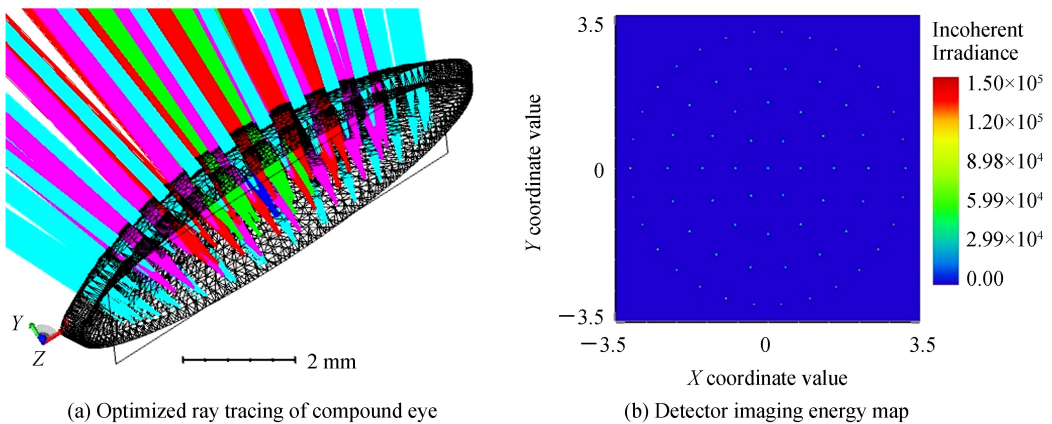 Y
Z
2 mm
(a) Optimized ray tracing of compound eye
3.5
0
−3.5
Y coordinate value
−3.5
0
3.5
X coordinate value
Incoherent
Irradiance
1.50×10⁵
1.20×10⁵
8.98×10⁴
5.99×10⁴
2.99×10⁴
0.00
(b) Detector imaging energy map